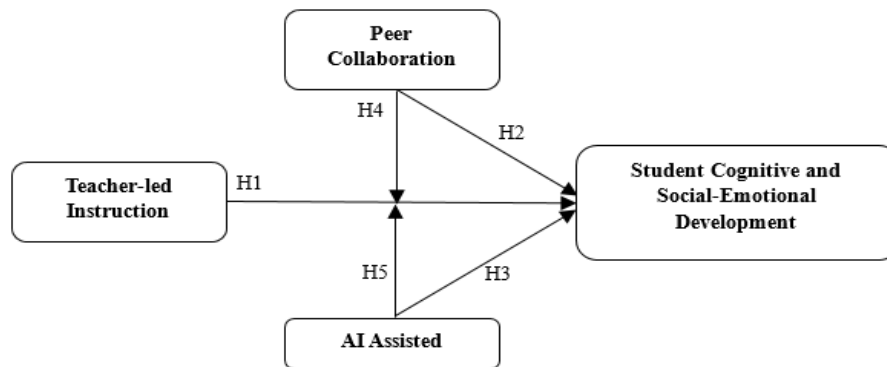 Peer
Collaboration
H4
H2
Teacher-led
Instruction
H1
Student Cognitive and
Social-Emotional
Development
H5
H3
AI Assisted